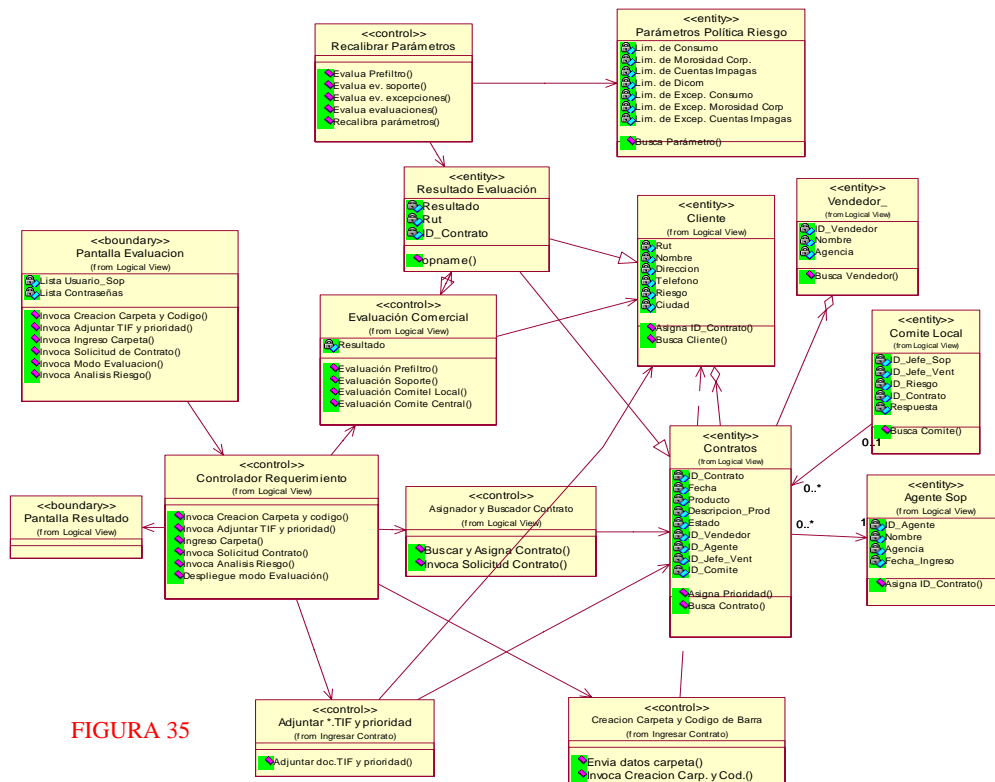 <<control>>
Recalibrar Parámetros
Evalua Prefiltro()
Evalua ev. soporte()
Evalua ev. excepciones()
Evalua evaluaciones()
Recalibra parámetros()
<<entity>>
Parámetros Política Riesgo
Lim. de Consumo
Lim. de Morosidad Corp.
Lim. de Cuentas Impagas
Lim. de Dicom
Lim. de Excep. Consumo
Lim. de Excep. Morosidad Corp
Lim. de Excep. Cuentas Impagas
Busca Parámetro()
<<entity>>
Resultado Evaluación
Resultado
Rut
ID_Contrato
opname()
<<entity>>
Cliente
(from Logical View)
Rut
Nombre
Direccion
Telefono
Riesgo
Ciudad
Asigna ID_Contrato()
Busca Cliente()
<<entity>>
Vendedor_
(from Logical View)
ID_Vendedor
Nombre
Agencia
Busca Vendedor()
<<boundary>>
Pantalla Evaluacion
(from Logical View)
Lista Usuario_Sop
Lista Contraseñas
Invoca Creacion Carpeta y Codigo()
Invoca Adjuntar TIF y prioridad()
Invoca Ingreso Carpeta()
Invoca Solicitud de Contrato()
Invoca Modo Evaluacion()
Invoca Analisis Riesgo()
<<control>>
Evaluación Comercial
(from Logical View)
Resultado
Evaluación Prefiltro()
Evaluación Soporte()
Evaluación Comitel Local()
Evaluación Comite Central()
<<entity>>
Comite Local
(from Logical View)
ID_Jefe_Sop
ID_Jefe_Vent
ID_Riesgo
ID_Contrato
Respuesta
Busca Comite()
0..1
0..*
<<entity>>
Contratos
(from Logical View)
ID_Contrato
Fecha
Producto
Descripcion_Prod
Estado
ID_Vendedor
ID_Agente
ID_Jefe_Vent
ID_Comite
Asigna Prioridad()
Busca Contrato()
0..*
1
<<entity>>
Agente Sop
(from Logical View)
ID_Agente
Nombre
Agencia
Fecha_Ingreso
Asigna ID_Contrato()
<<control>>
Controlador Requerimiento
(from Logical View)
Invoca Creacion Carpeta y codigo()
Invoca Adjuntar TIF y prioridad()
Ingreso Carpeta()
Invoca Solicitud Contrato()
Invoca Analisis Riesgo()
Despliegue modo Evaluación()
<<boundary>>
Pantalla Resultado
(from Logical View)
<<control>>
Asignador y Buscador Contrato
(from Logical View)
Buscar y Asigna Contrato()
Invoca Solicitud Contrato()
<<control>>
Adjuntar *.TIF y prioridad
(from Ingresar Contrato)
Adjuntar doc.TIF y prioridad()
<<control>>
Creacion Carpeta y Codigo de Barra
(from Ingresar Contrato)
Envia datos carpeta()
Invoca Creacion Carp. y Cod.()
FIGURA 35